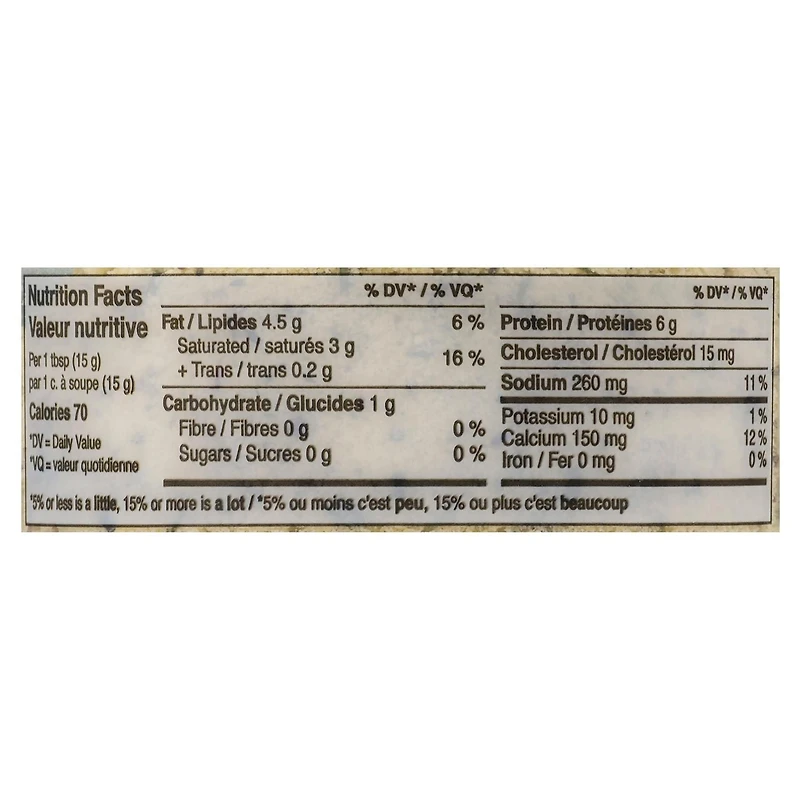 Nutrition Facts
Valeur nutritive
Per 1 tbsp (15 g)
par 1 c. à soupe (15 g)
Calories 70
*DV = Daily Value
*VQ = valeur quotidienne
% DV* / % VQ*
Fat / Lipides 4.5 g 6 %
Saturated / saturés 3 g
+ Trans / trans 0.2 g 16 %
Carbohydrate / Glucides 1 g
Fibre / Fibres 0 g 0 %
Sugars / Sucres 0 g 0 %
% DV* / % VQ*
Protein / Protéines 6 g
Cholesterol / Cholestérol 15 mg
Sodium 260 mg 11 %
Potassium 10 mg 1 %
Calcium 150 mg 12 %
Iron / Fer 0 mg 0 %
*5% or less is a little, 15% or more is a lot / *5% ou moins c'est peu, 15% ou plus c'est beaucoup